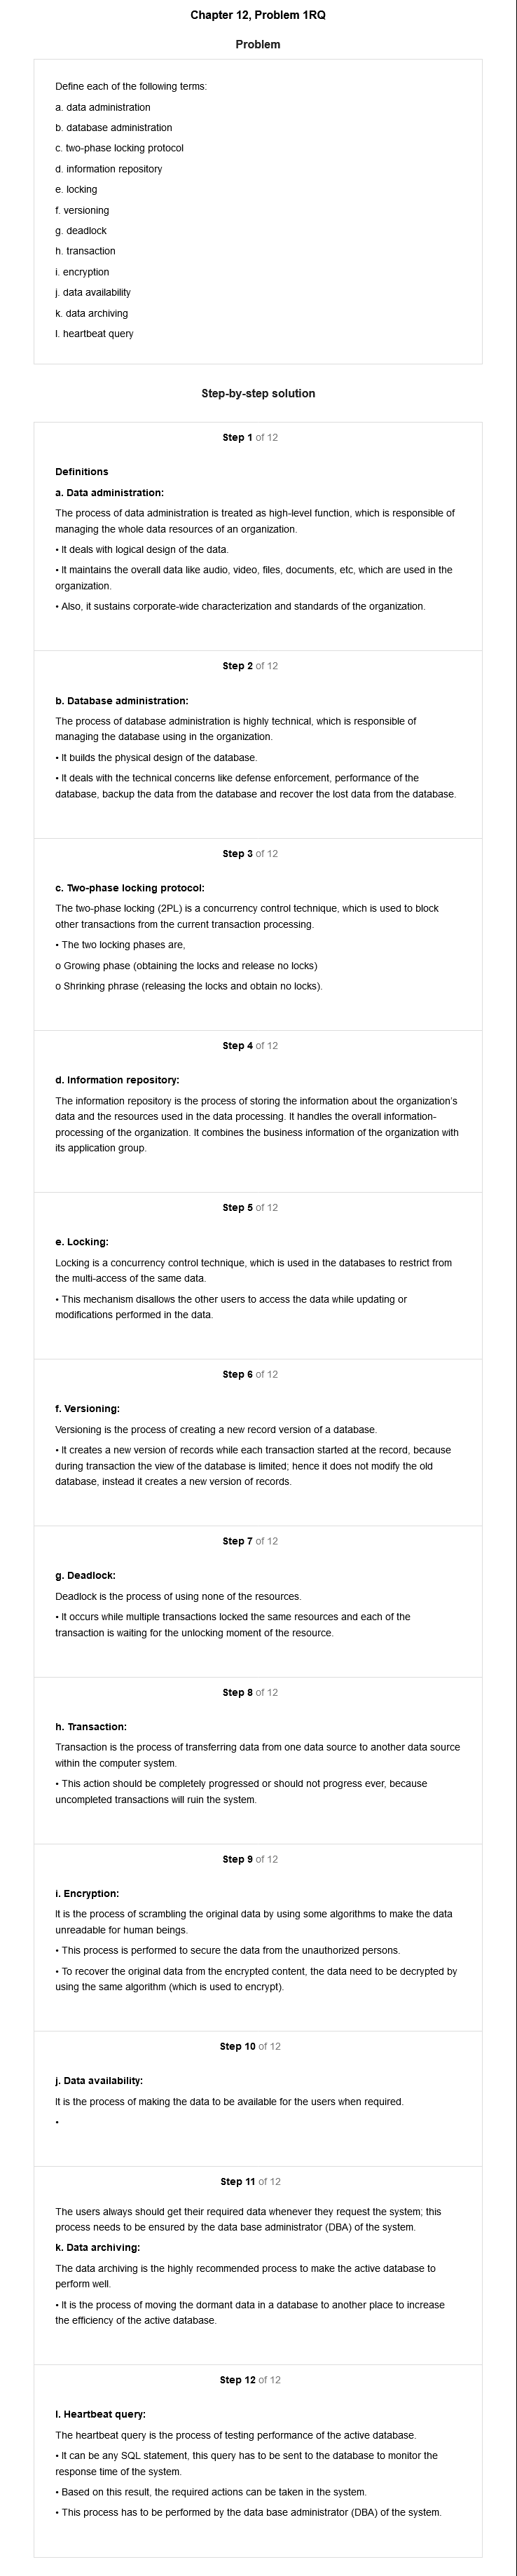 Chapter 12, Problem 1RQ
Problem
Define each of the following terms:
a. data administration
b. database administration
c. two-phase locking protocol
d. information repository
e. locking
f. versioning
g. deadlock
h. transaction
i. encryption
j. data availability
k. data archiving
l. heartbeat query
Step-by-step solution
Step 1 of 12
Definitions
a. Data administration:
The process of data administration is treated as high-level function, which is responsible of
managing the whole data resources of an organization.
• It deals with logical design of the data.
• It maintains the overall data like audio, video, files, documents, etc, which are used in the
organization.
• Also, it sustains corporate-wide characterization and standards of the organization.
Step 2 of 12
b. Database administration:
The process of database administration is highly technical, which is responsible of
managing the database using in the organization.
• It builds the physical design of the database.
• It deals with the technical concerns like defense enforcement, performance of the
database, backup the data from the database and recover the lost data from the database.
Step 3 of 12
c. Two-phase locking protocol:
The two-phase locking (2PL) is a concurrency control technique, which is used to block
other transactions from the current transaction processing.
• The two locking phases are,
o Growing phase (obtaining the locks and release no locks)
o Shrinking phrase (releasing the locks and obtain no locks).
Step 4 of 12
d. Information repository:
The information repository is the process of storing the information about the organization's
data and the resources used in the data processing. It handles the overall information-
processing of the organization. It combines the business information of the organization with
its application group.
Step 5 of 12
e. Locking:
Locking is a concurrency control technique, which is used in the databases to restrict from
the multi-access of the same data.
• This mechanism disallows the other users to access the data while updating or
modifications performed in the data.
Step 6 of 12
f. Versioning:
Versioning is the process of creating a new record version of a database.
• It creates a new version of records while each transaction started at the record, because
during transaction the view of the database is limited; hence it does not modify the old
database, instead it creates a new version of records.
Step 7 of 12
g. Deadlock:
Deadlock is the process of using none of the resources.
• It occurs while multiple transactions locked the same resources and each of the
transaction is waiting for the unlocking moment of the resource.
Step 8 of 12
h. Transaction:
Transaction is the process of transferring data from one data source to another data source
within the computer system.
• This action should be completely progressed or should not progress ever, because
uncompleted transactions will ruin the system.
Step 9 of 12
i. Encryption:
It is the process of scrambling the original data by using some algorithms to make the data
unreadable for human beings.
• This process is performed to secure the data from the unauthorized persons.
• To recover the original data from the encrypted content, the data need to be decrypted by
using the same algorithm (which is used to encrypt).
Step 10 of 12
j. Data availability:
It is the process of making the data to be available for the users when required.
•
Step 11 of 12
The users always should get their required data whenever they request the system; this
process needs to be ensured by the data base administrator (DBA) of the system.
k. Data archiving:
The data archiving is the highly recommended process to make the active database to
perform well.
• It is the process of moving the dormant data in a database to another place to increase
the efficiency of the active database.
Step 12 of 12
l. Heartbeat query:
The heartbeat query is the process of testing performance of the active database.
• It can be any SQL statement, this query has to be sent to the database to monitor the
response time of the system.
• Based on this result, the required actions can be taken in the system.
• This process has to be performed by the data base administrator (DBA) of the system.